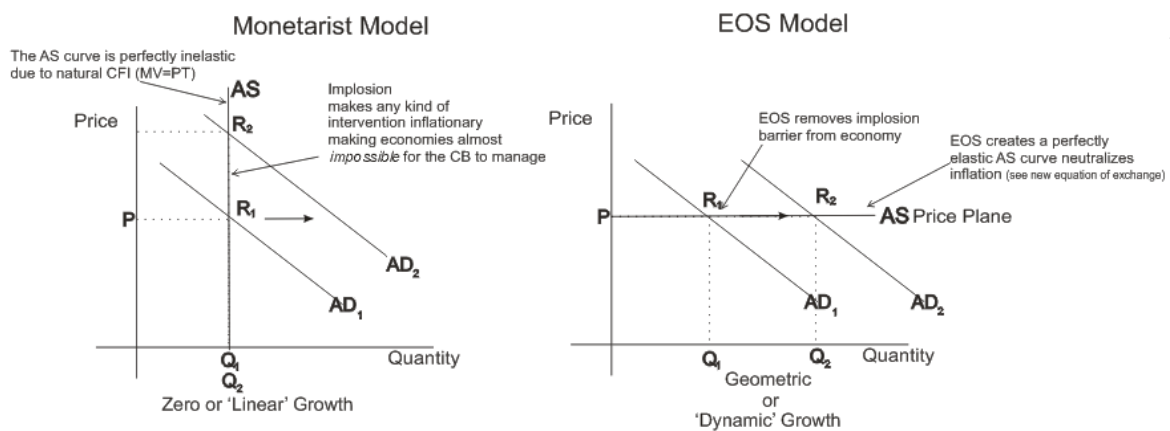 Monetarist Model
The AS curve is perfectly inelastic
due to natural CFI (MV=PT)
AS
Implosion
makes any kind of
intervention inflationary
making economies almost
impossible for the CB to manage
Price
R2
P
R1
AD2
AD1
Q1
Q2
Quantity
Zero or 'Linear' Growth
EOS Model
Price
EOS removes implosion
barrier from economy
EOS creates a perfectly
elastic AS curve neutralizes
inflation (see new equation of exchange)
P
R1
R2
AS Price Plane
AD1
AD2
Q1
Q2
Quantity
Geometric
or
'Dynamic' Growth